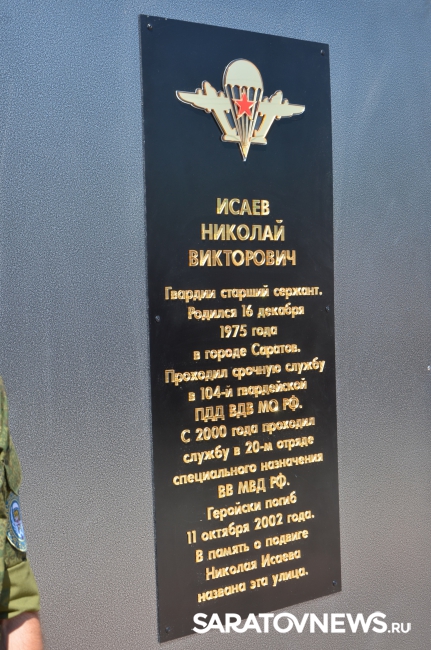 ИСАЕВ
НИКОЛАЙ
ВИКТОРОВИЧ
Гвардии старший сержант.
Родился 16 декабря
1975 года
в городе Саратов.
Проходил срочную службу
в 104-й гвардейской
ПДД ВДВ МО РФ.
С 2000 года проходил
службу в 20-м отряде
специального назначения
ВВ МВД РФ.
Геройски погиб
11 октября 2002 года.
В память о подвиге
Николая Исаева
названа эта улица.
SARATOVNEWS.RU